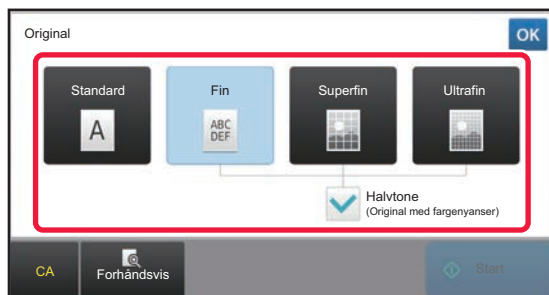 Original
OK
Standard
Fin
Superfin
Ultrafin
A
ABC
DEF
Halvtone
(Original med fargenyanser)
CA
Forhåndsvis
Start